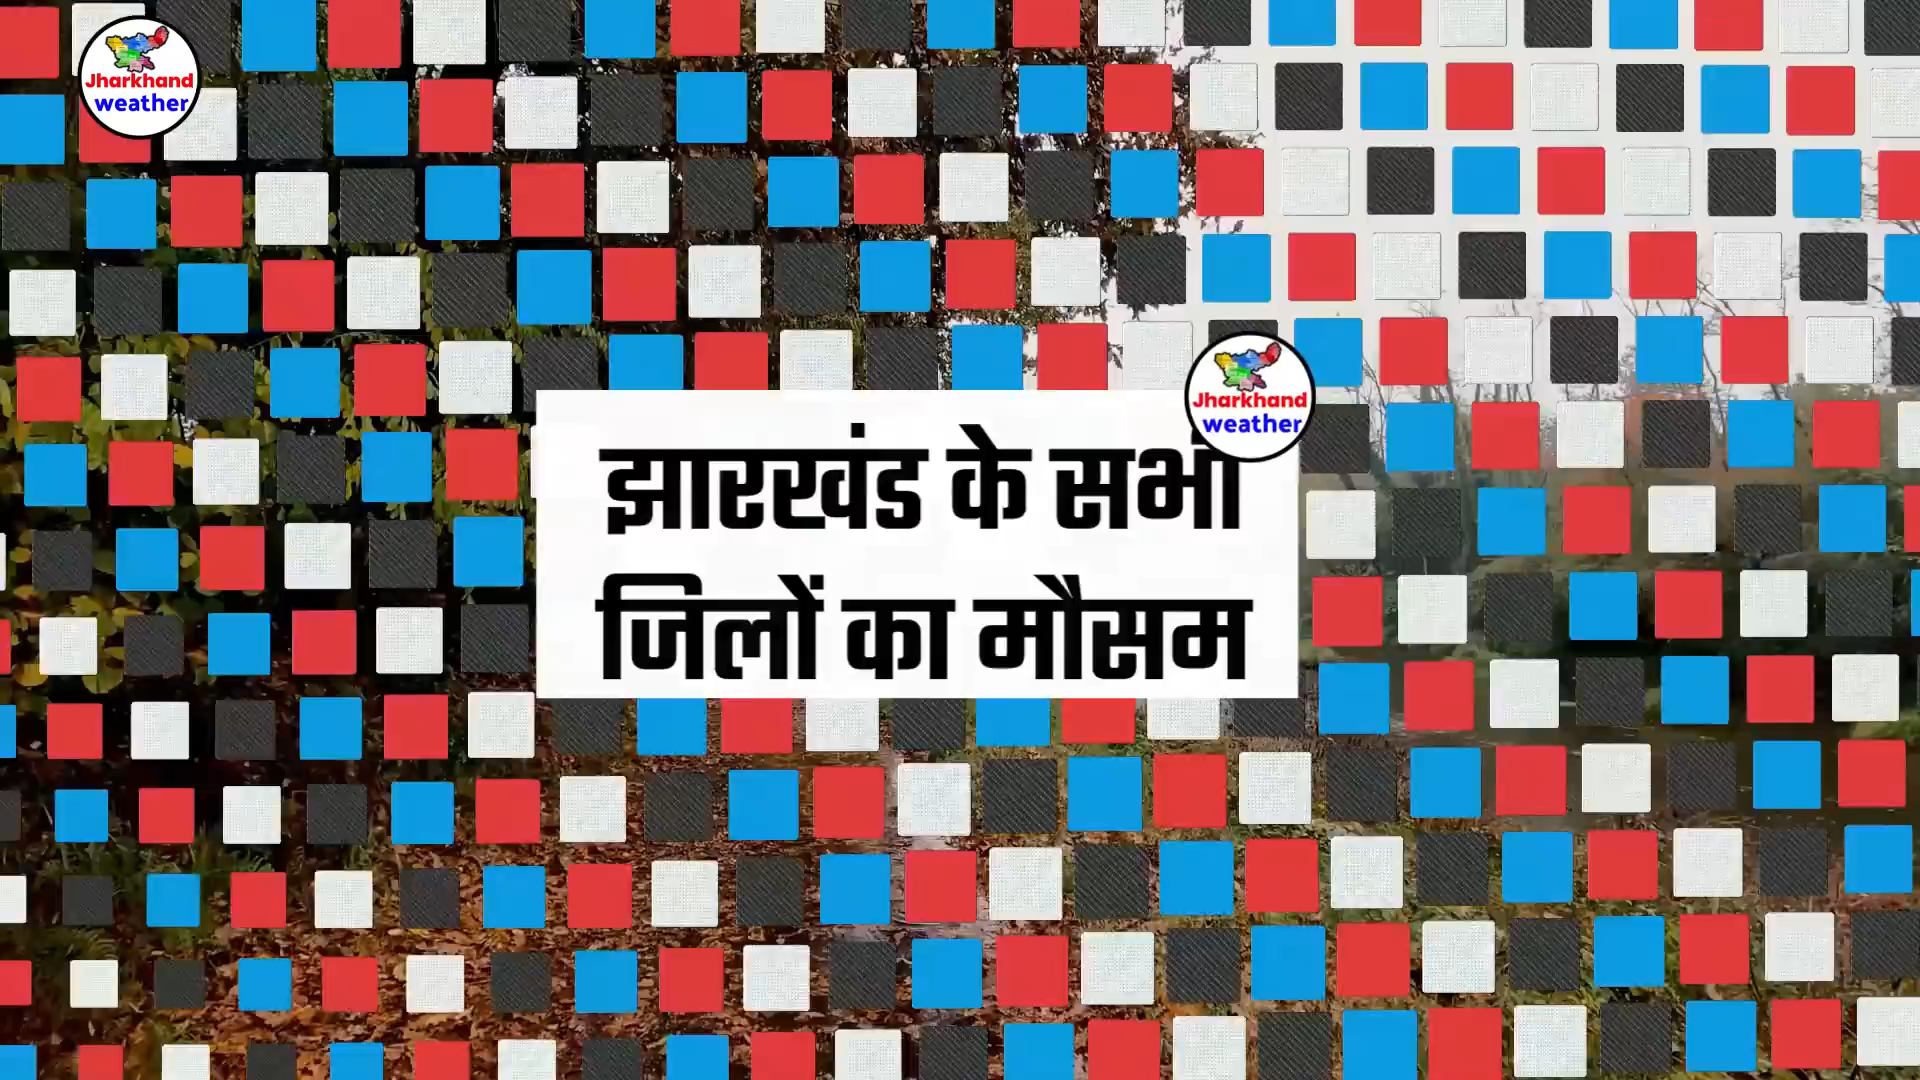 Jharkhand
weather
Jharkhand
weather
झारखंड के सभी
जिलों का मौसम